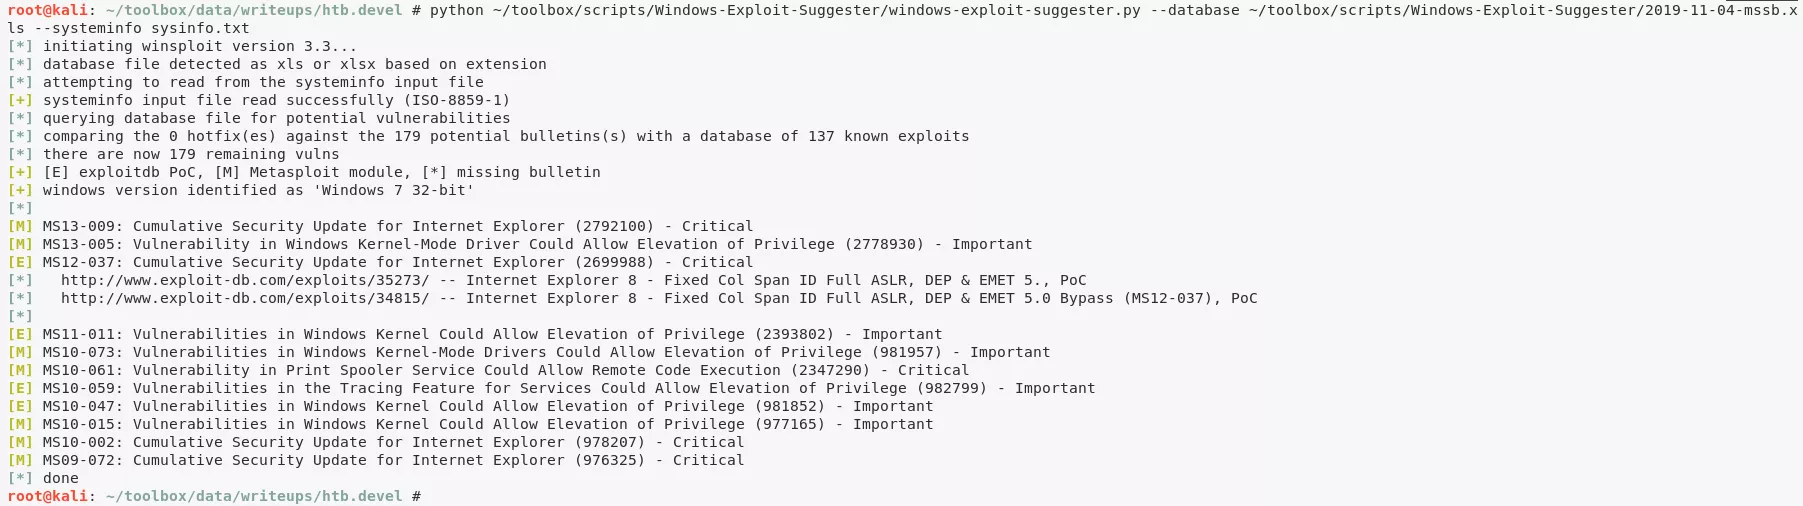 root@kali: ~/toolbox/data/writeups/htb.devel # python ~/toolbox/scripts/Windows-Exploit-Suggester/windows-exploit-suggester.py --database ~/toolbox/scripts/Windows-Exploit-Suggester/2019-11-04-mssb.x
ls --systeminfo sysinfo.txt
[*] initiating winsploit version 3.3...
[*] database file detected as xls or xlsx based on extension
[*] attempting to read from the systeminfo input file
[+] systeminfo input file read successfully (ISO-8859-1)
[*] querying database file for potential vulnerabilities
[*] comparing the 0 hotfix(es) against the 179 potential bulletins(s) with a database of 137 known exploits
[*] there are now 179 remaining vulns
[+] [E] exploitdb PoC, [M] Metasploit module, [*] missing bulletin
[+] windows version identified as 'Windows 7 32-bit'
[*]
[M] MS13-009: Cumulative Security Update for Internet Explorer (2792100) - Critical
[M] MS13-005: Vulnerability in Windows Kernel-Mode Driver Could Allow Elevation of Privilege (2778930) - Important
[E] MS12-037: Cumulative Security Update for Internet Explorer (2699988) - Critical
[*]   http://www.exploit-db.com/exploits/35273/ -- Internet Explorer 8 - Fixed Col Span ID Full ASLR, DEP & EMET 5., PoC
[*]   http://www.exploit-db.com/exploits/34815/ -- Internet Explorer 8 - Fixed Col Span ID Full ASLR, DEP & EMET 5.0 Bypass (MS12-037), PoC
[*]
[E] MS11-011: Vulnerabilities in Windows Kernel Could Allow Elevation of Privilege (2393802) - Important
[M] MS10-073: Vulnerabilities in Windows Kernel-Mode Drivers Could Allow Elevation of Privilege (981957) - Important
[M] MS10-061: Vulnerability in Print Spooler Service Could Allow Remote Code Execution (2347290) - Critical
[E] MS10-059: Vulnerabilities in the Tracing Feature for Services Could Allow Elevation of Privilege (982799) - Important
[E] MS10-047: Vulnerabilities in Windows Kernel Could Allow Elevation of Privilege (981852) - Important
[M] MS10-015: Vulnerabilities in Windows Kernel Could Allow Elevation of Privilege (977165) - Important
[M] MS10-002: Cumulative Security Update for Internet Explorer (978207) - Critical
[M] MS09-072: Cumulative Security Update for Internet Explorer (976325) - Critical
[*] done
root@kali: ~/toolbox/data/writeups/htb.devel #